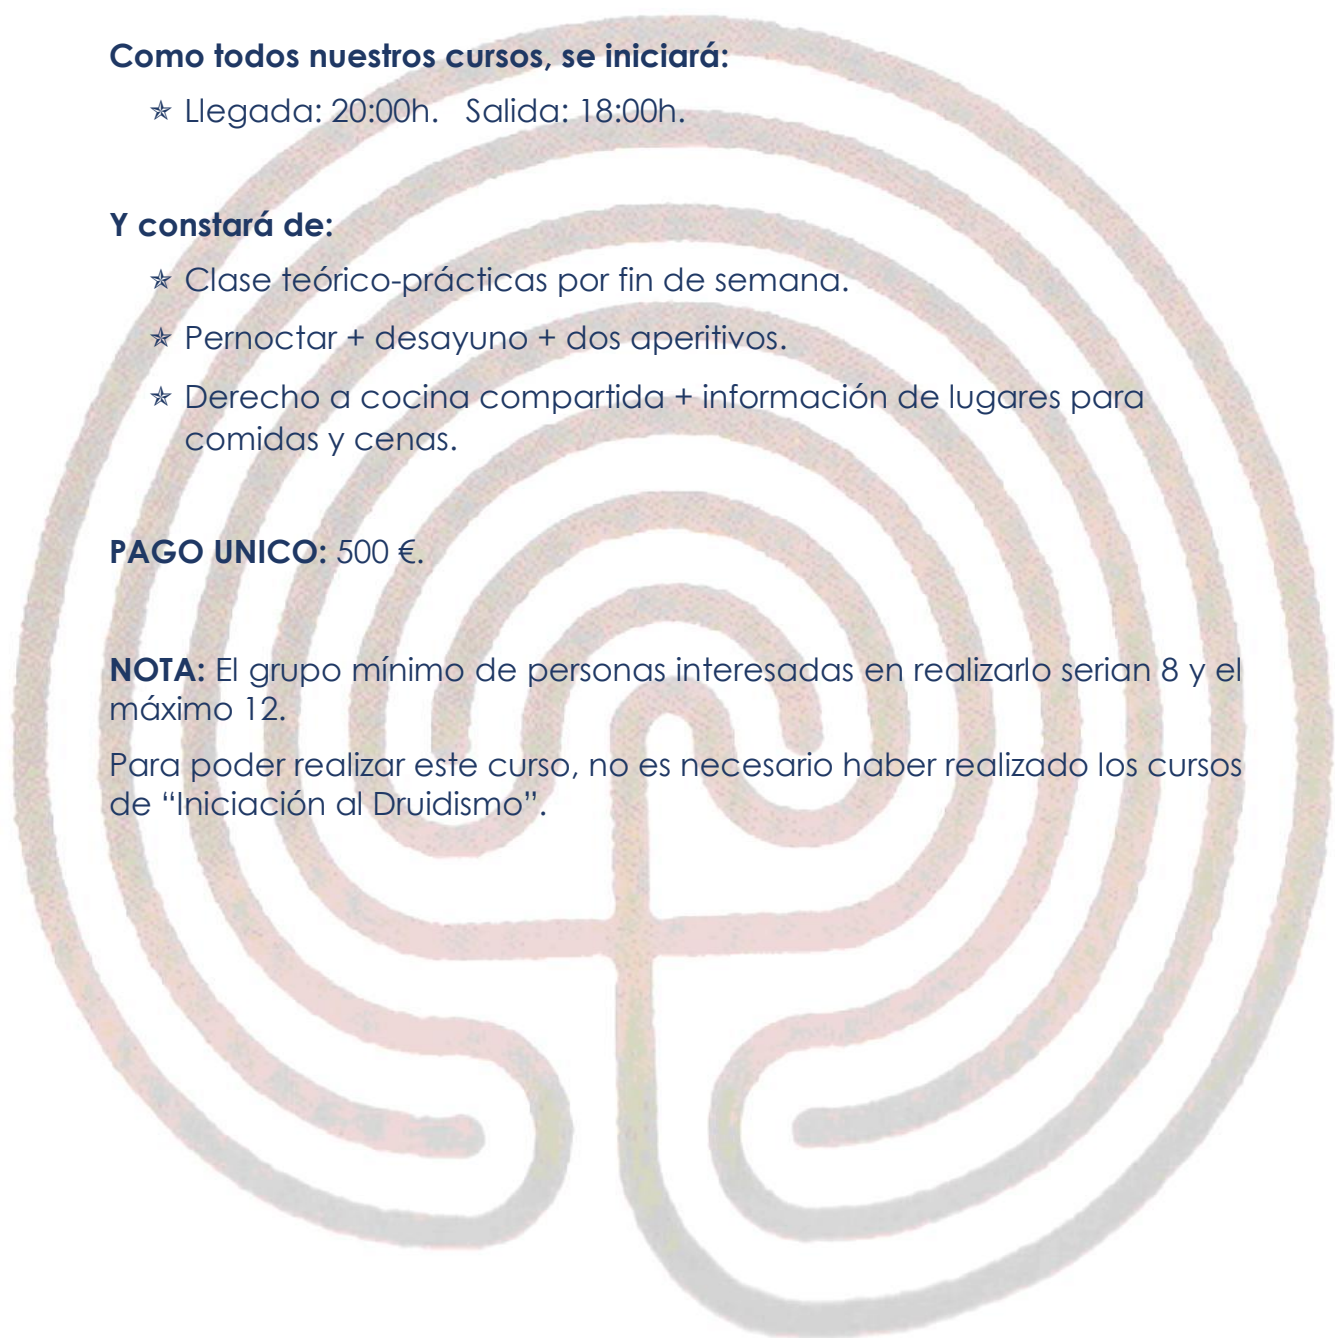 Como todos nuestros cursos, se iniciará:
✯ Llegada: 20:00h. Salida: 18:00h.
Y constará de:
✯ Clase teórico-prácticas por fin de semana.
✯ Pernoctar + desayuno + dos aperitivos.
✯ Derecho a cocina compartida + información de lugares para
comidas y cenas.
PAGO UNICO: 500 €.
NOTA: El grupo mínimo de personas interesadas en realizarlo serian 8 y el
máximo 12.
Para poder realizar este curso, no es necesario haber realizado los cursos
de “Iniciación al Druidismo”.